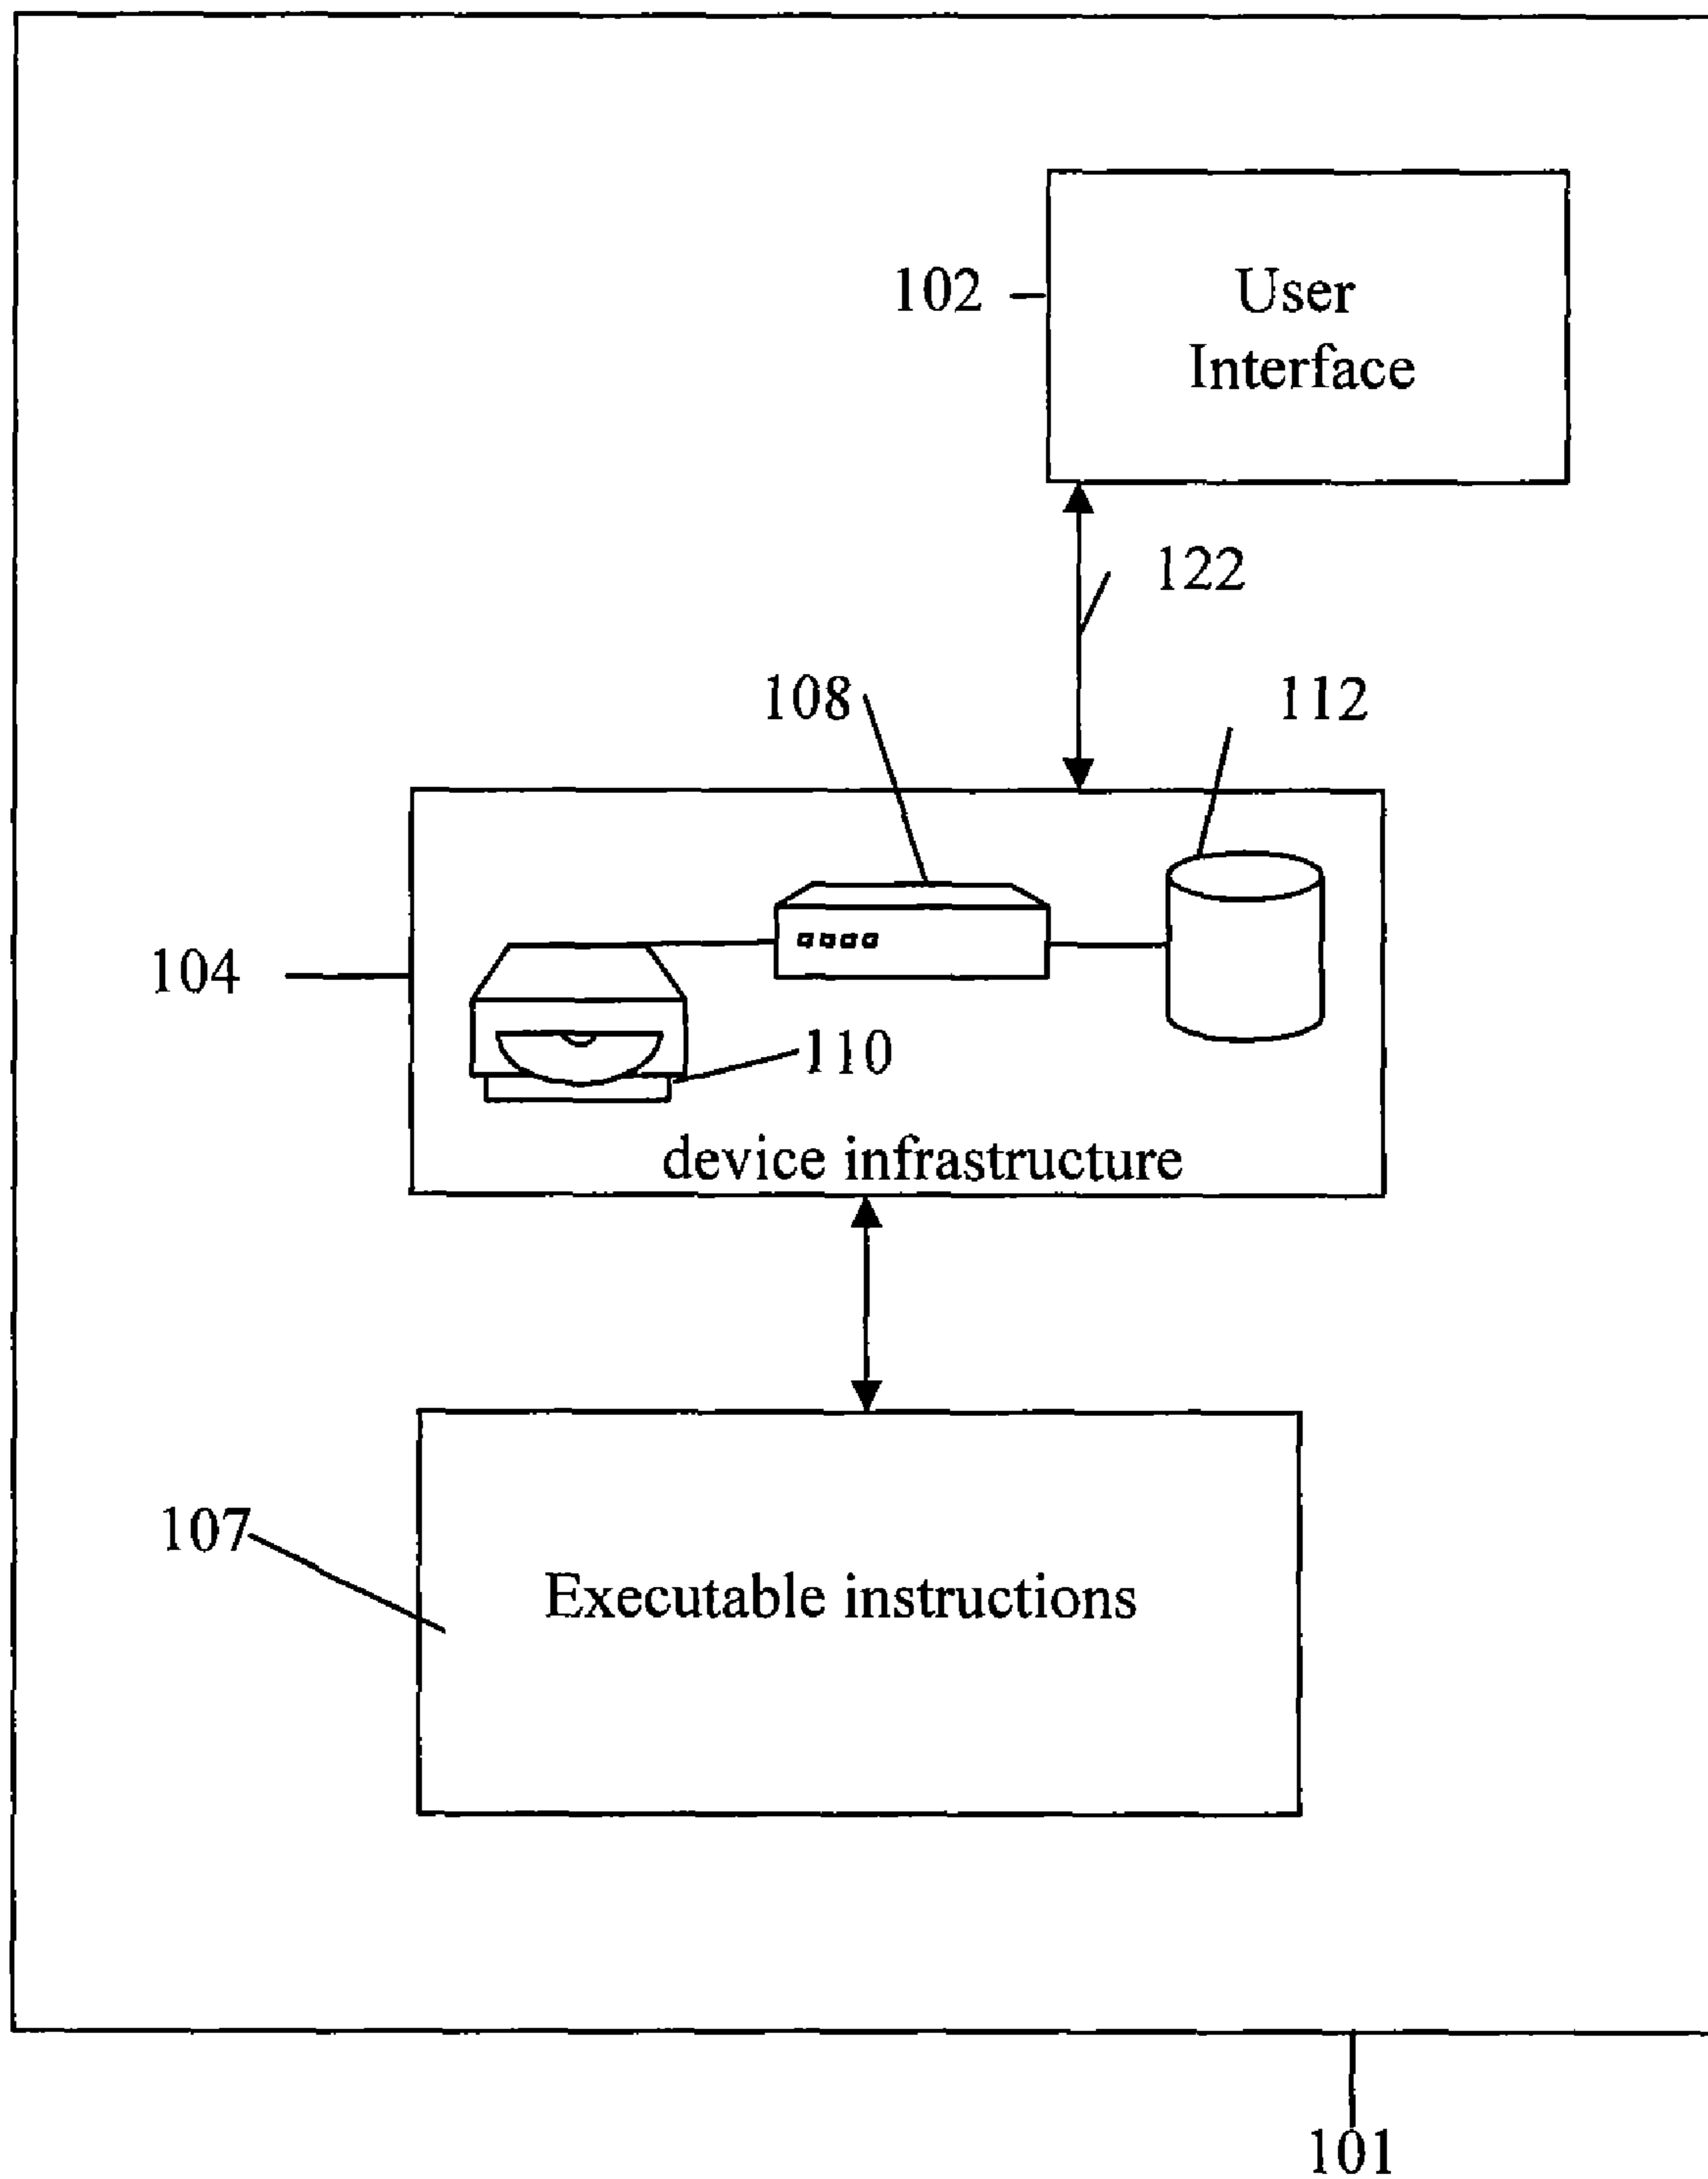 102
User
Interface
122
108
112
104
110
device infrastructure
107
Executable instructions
101